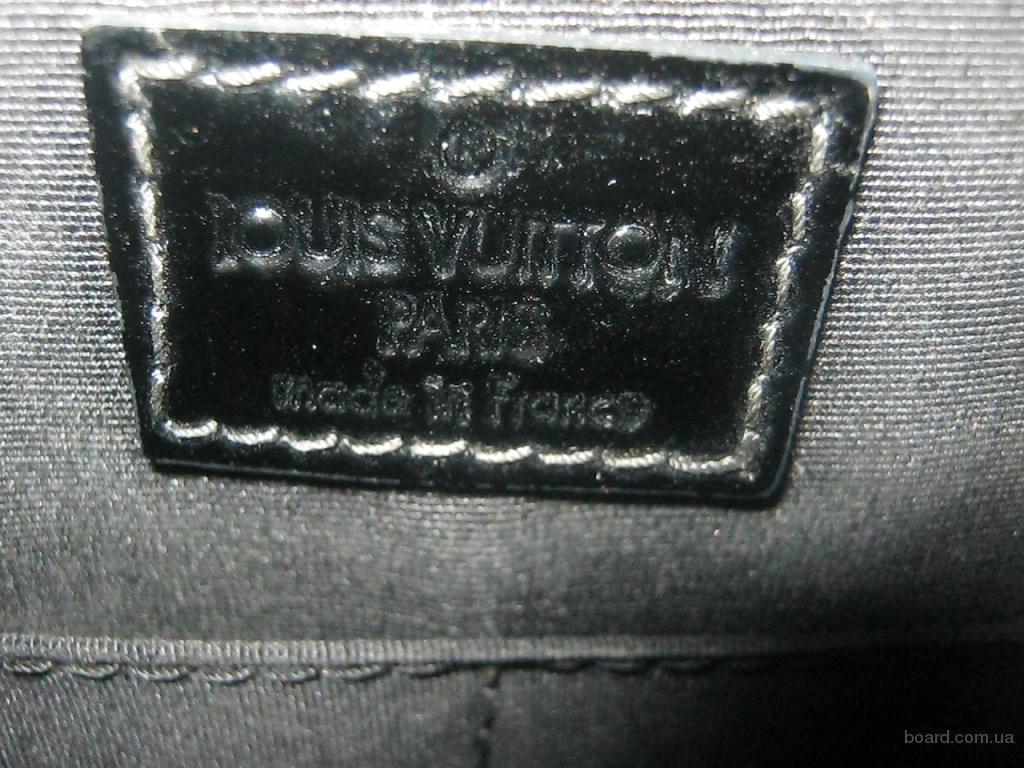 R
LOUIS VUITTON
PARIS
made in France
board.com.ua